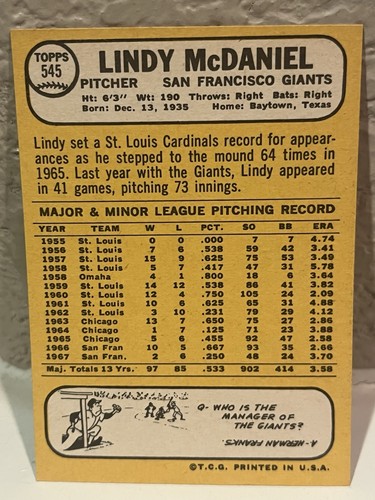 TOPPS
545
LINDY McDANIEL
PITCHER SAN FRANCISCO GIANTS
Ht: 6'3" Wt: 190 Throws: Right Bats: Right
Born: Dec. 13, 1935 Home: Baytown, Texas
Lindy set a St. Louis Cardinals record for appear-
ances as he stepped to the mound 64 times in
1965. Last year with the Giants, Lindy appeared
in 41 games, pitching 73 innings.
MAJOR & MINOR LEAGUE PITCHING RECORD
YEAR TEAM W L PCT. SO BB ERA
1955 St. Louis 0 0 .000 7 7 4.74
1956 St. Louis 7 6 .538 59 42 3.41
1957 St. Louis 15 9 .625 75 53 3.49
1958 St. Louis 5 7 .417 47 31 5.78
1958 Omaha 4 1 .800 18 6 3.64
1959 St. Louis 14 12 .538 86 41 3.82
1960 St. Louis 12 4 .750 105 24 2.09
1961 St. Louis 10 6 .625 65 31 4.88
1962 St. Louis 3 10 .231 79 29 4.12
1963 Chicago 13 7 .650 75 27 2.86
1964 Chicago 1 7 .125 71 23 3.88
1965 Chicago 5 6 .455 92 47 2.58
1966 San Fran 10 5 .667 93 35 2.66
1967 San Fran. 2 6 .250 48 24 3.70
Maj. Totals 13 Yrs. 97 85 .533 902 414 3.58
Q- WHO IS THE
MANAGER OF
THE GIANTS?
A- HERMAN FRANKS.
©T.C.G. PRINTED IN U.S.A.